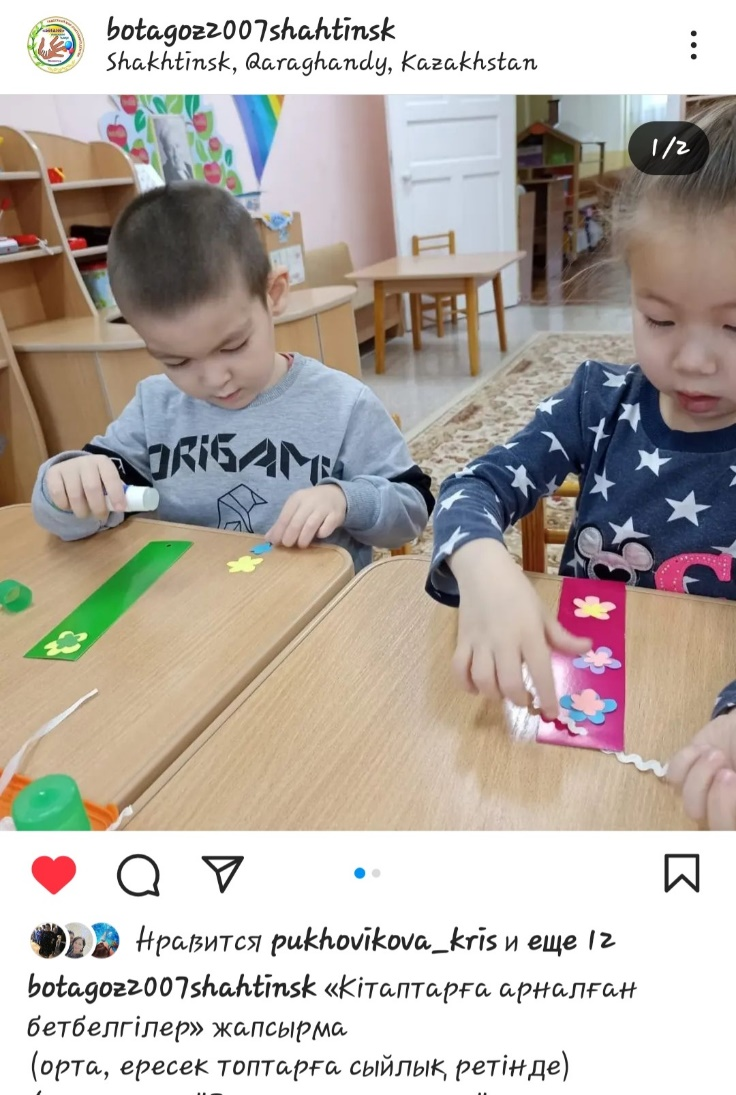 botagoz2007shahtinsk
Shakhtinsk, Qaraghandy, Kazakhstan
1/2
ORIGAMI
Нравится pukhovikova_kris и еще 12
botagoz2007shahtinsk «Кітаптарға арналған
бетбелгілер» жапсырма
(орта, ересек топтарға сыйлық ретінде)